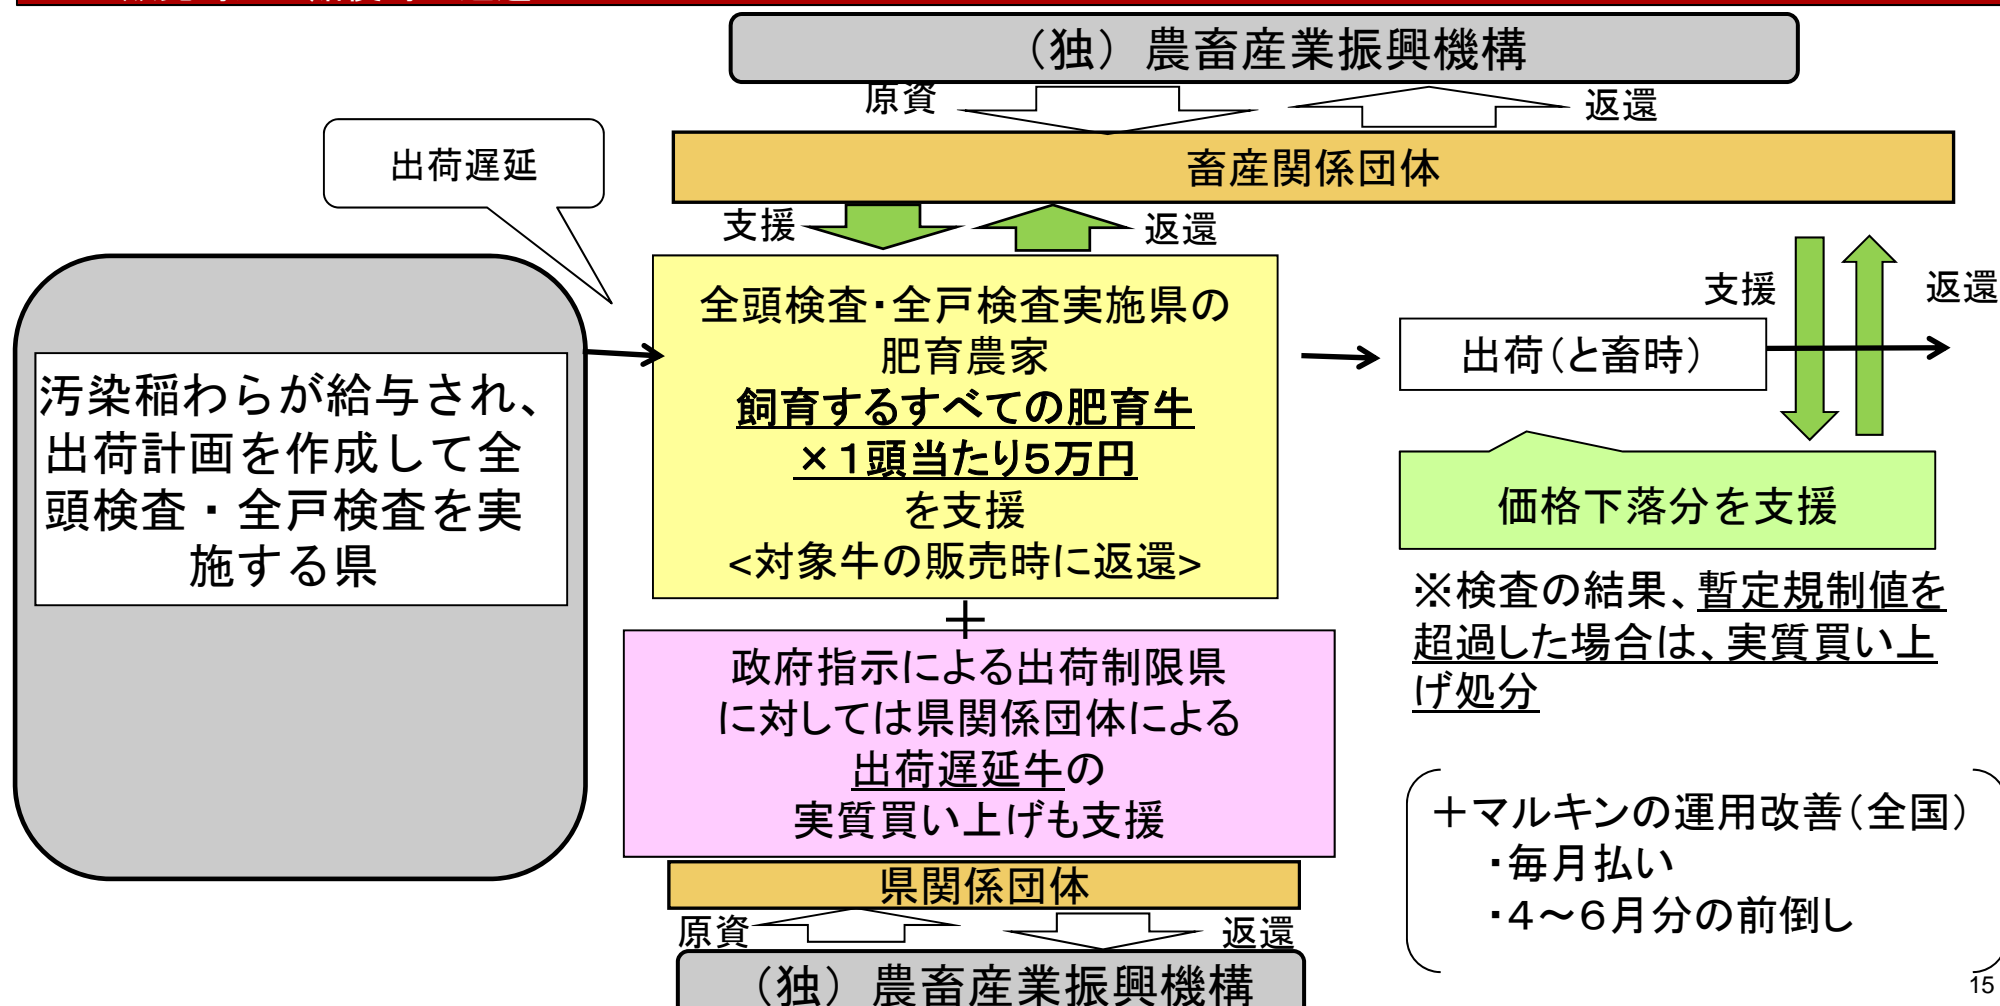 （独）農畜産業振興機構
原資
返還
畜産関係団体
出荷遅延
支援
返還
汚染稲わらが給与され、
出荷計画を作成して全
頭検査・全戸検査を実
施する県
全頭検査・全戸検査実施県の
肥育農家
飼育するすべての肥育牛
×１頭当たり５万円
を支援
<対象牛の販売時に返還>
＋
政府指示による出荷制限県
に対しては県関係団体による
出荷遅延牛の
実質買い上げも支援
県関係団体
原資
返還
（独）農畜産業振興機構
出荷（と畜時）
支援
返還
価格下落分を支援
※検査の結果、暫定規制値を
超過した場合は、実質買い上
げ処分
＋マルキンの運用改善（全国）
・毎月払い
・４～６月分の前倒し
15